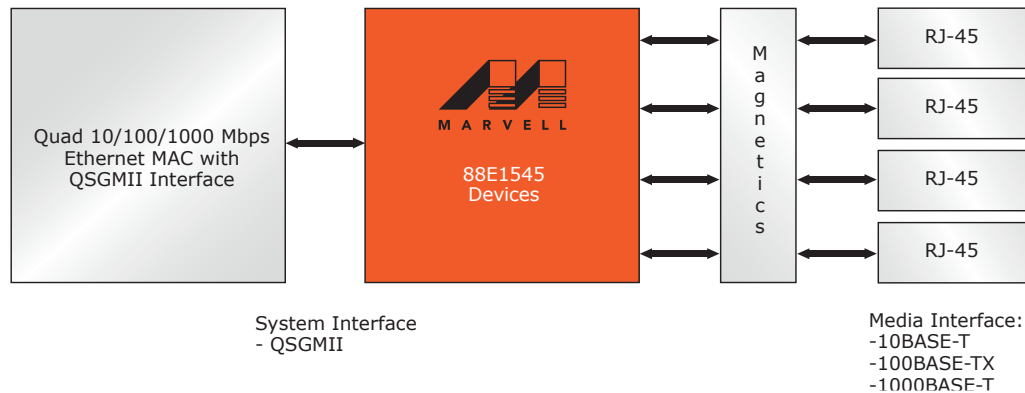 Quad 10/100/1000 Mbps
Ethernet MAC with
QSGMII Interface
MARVELL
88E1545
Devices
Magnetics
RJ-45
RJ-45
RJ-45
RJ-45
System Interface
- QSGMII
Media Interface:
-10BASE-T
-100BASE-TX
-1000BASE-T